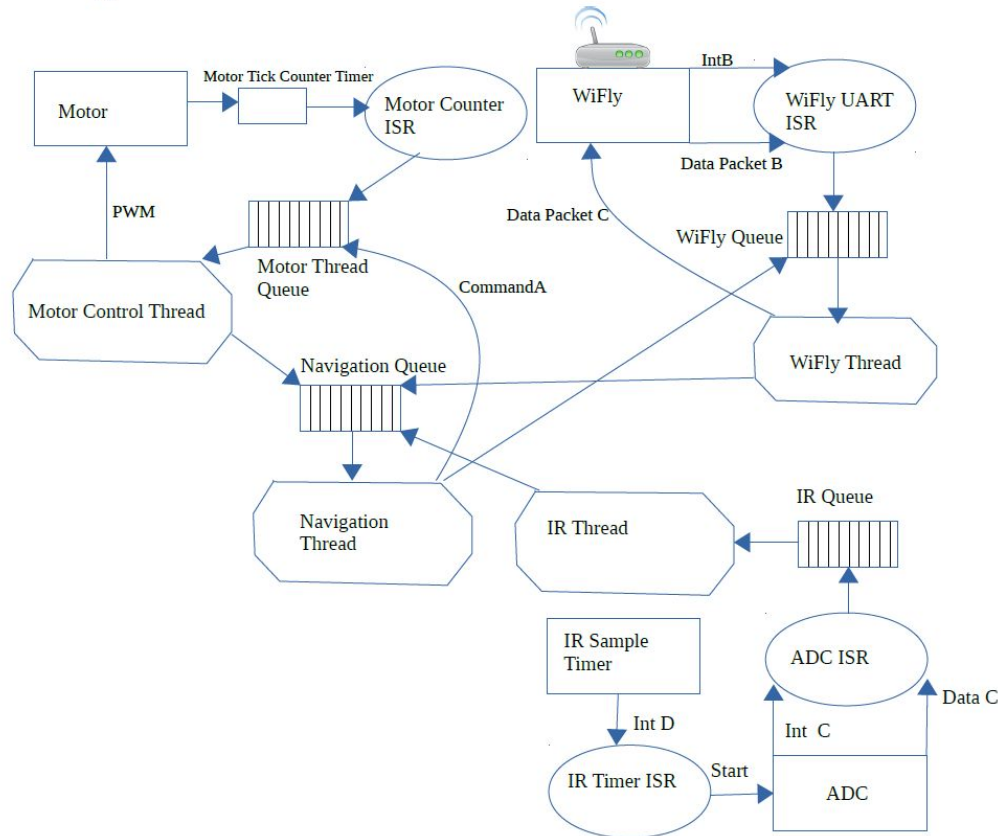 Motor
Motor Tick Counter Timer
Motor Counter
ISR
WiFly
IntB
WiFly UART
ISR
Data Packet B
PWM
Data Packet C
WiFly Queue
Motor Thread
Queue
CommandA
Motor Control Thread
Navigation Queue
WiFly Thread
Navigation
Thread
IR Thread
IR Queue
IR Sample
Timer
ADC ISR
Data C
Int D
Int C
IR Timer ISR
Start
ADC